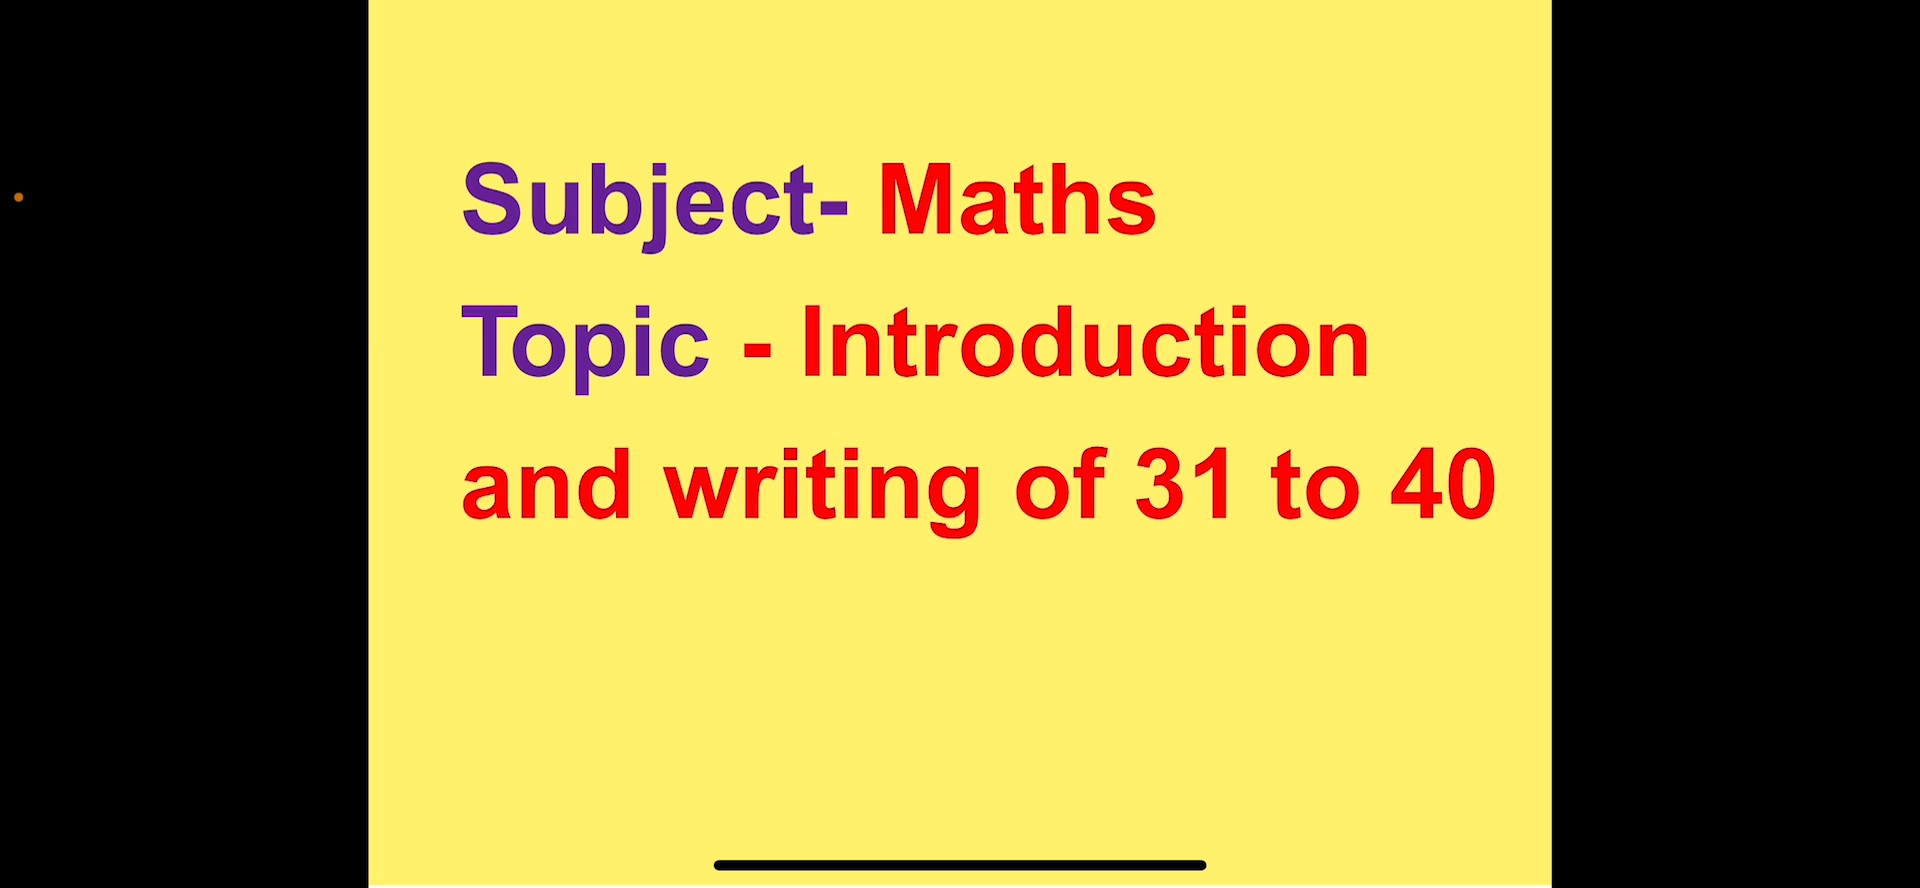 Subject- Maths
Topic - Introduction
and writing of 31 to 40